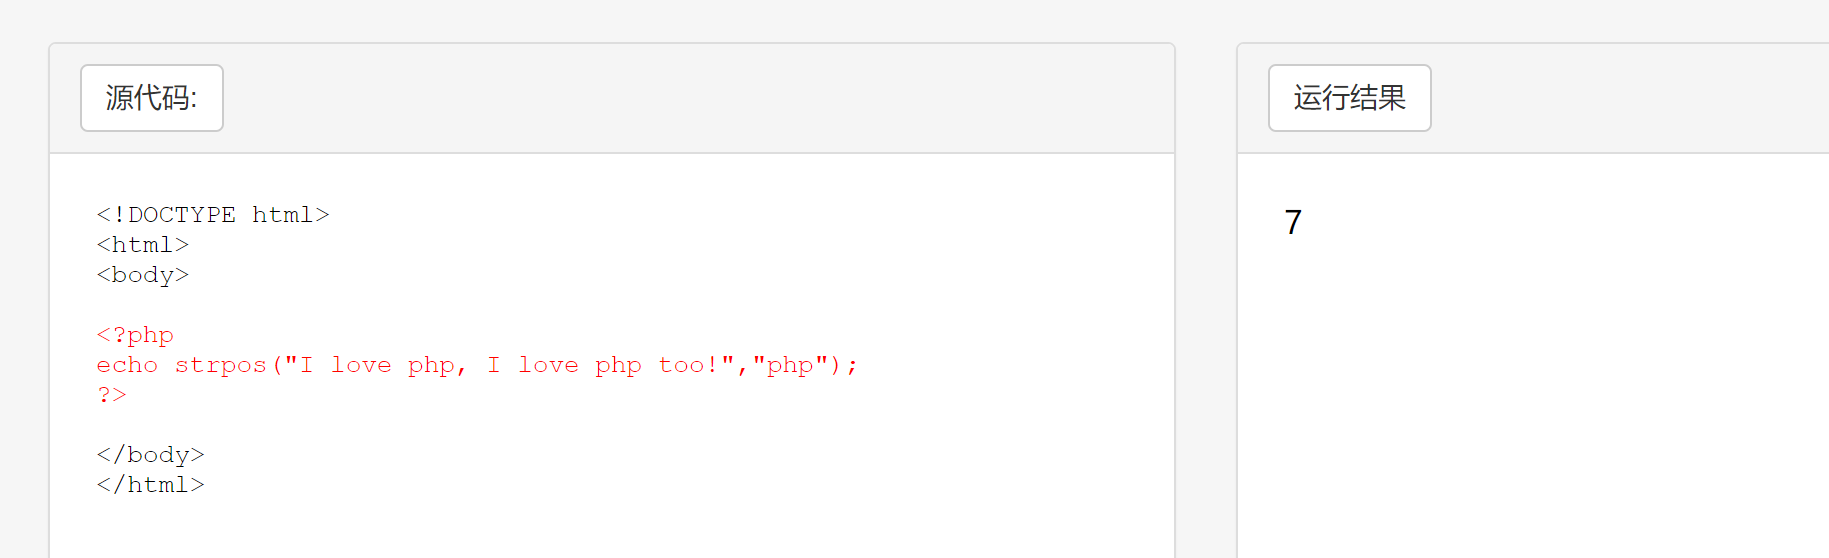 源代码:
<!DOCTYPE html>
<html>
<body>
<?php
echo strpos("I love php, I love php too!","php");
?>
</body>
</html>
运行结果
7